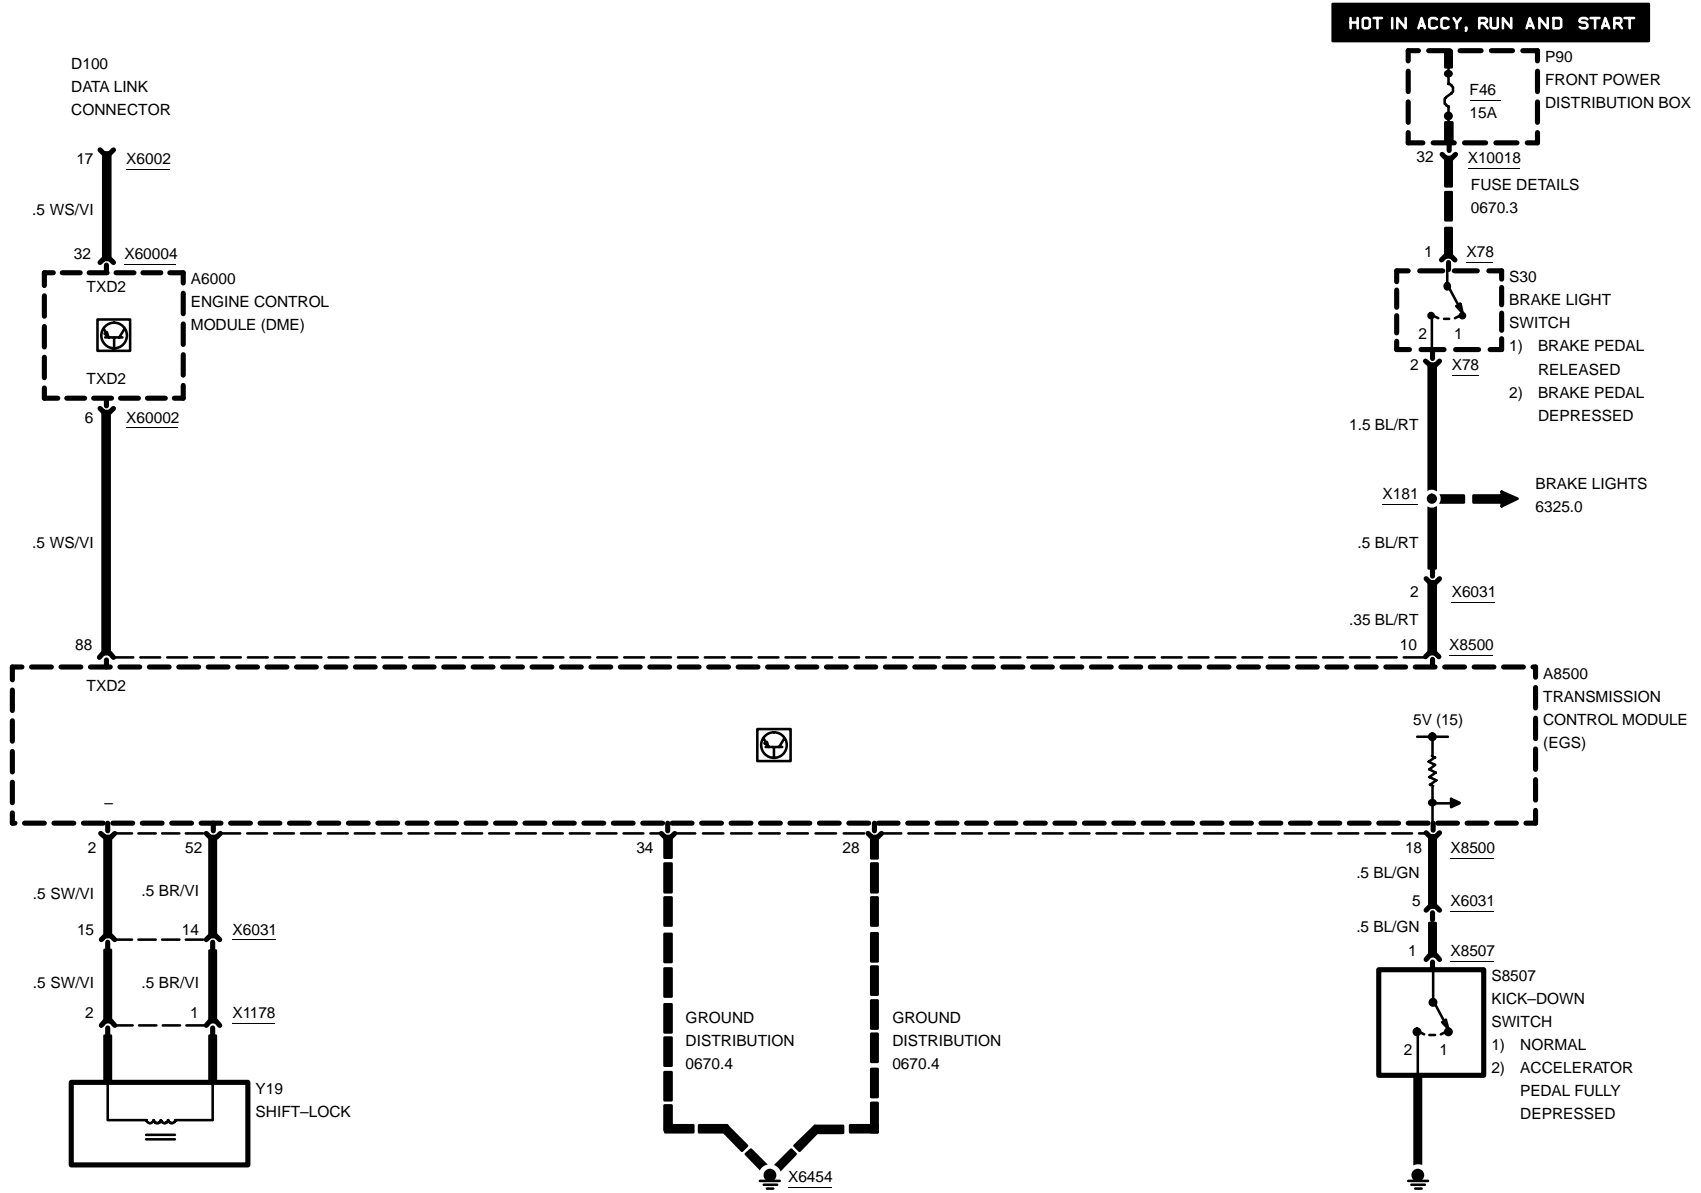 HOT IN ACCY, RUN AND START
D100
DATA LINK
CONNECTOR
17 X6002
.5 WS/VI
32 X60004
TXD2
A6000
ENGINE CONTROL
MODULE (DME)
TXD2
6 X60002
.5 WS/VI
88
P90
FRONT POWER
DISTRIBUTION BOX
F46
15A
32 X10018
FUSE DETAILS
0670.3
1 X78
S30
BRAKE LIGHT
SWITCH
1) BRAKE PEDAL
RELEASED
2) BRAKE PEDAL
DEPRESSED
2 1
2 X78
1.5 BL/RT
X181
BRAKE LIGHTS
6325.0
.5 BL/RT
2 X6031
.35 BL/RT
10 X8500
TXD2
A8500
TRANSMISSION
CONTROL MODULE
(EGS)
5V (15)
–
2 52 34 28 18 X8500
.5 SW/VI .5 BR/VI
15 14 X6031
.5 SW/VI .5 BR/VI
2 1 X1178
Y19
SHIFT–LOCK
GROUND
DISTRIBUTION
0670.4
GROUND
DISTRIBUTION
0670.4
X6454
.5 BL/GN
5 X6031
.5 BL/GN
1 X8507
S8507
KICK–DOWN
SWITCH
1) NORMAL
2) ACCELERATOR
PEDAL FULLY
DEPRESSED
2 1